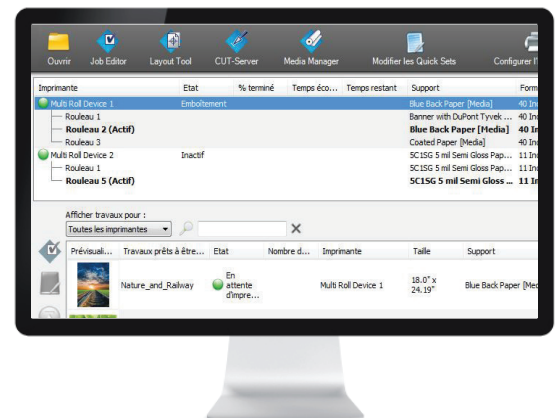 Ouvrir Job Editor Layout Tool CUT-Server Media Manager Modifier les Quick Sets Configurer
Imprimante Etat % terminé Temps éco... Temps restant Support Form
Multi Roll Device 1 Emboîtement Blue Back Paper [Media] 40 In
Rouleau 1 Banner with DuPont Tyvek ... 40 In
Rouleau 2 (Actif) Blue Back Paper [Media] 40 In
Rouleau 3 Coated Paper [Media] 40 In
Multi Roll Device 2 Inactif 5C1SG 5 mil Semi Gloss Pap... 11 In
Rouleau 1 5C1SG 5 mil Semi Gloss Pap... 11 In
Rouleau 5 (Actif) 5C1SG 5 mil Semi Gloss ... 11 In
Afficher travaux pour :
Toutes les imprimantes
Prévisuali... Travaux prêts à être... Etat Nombre d... Imprimante Taille Support
Nature_and_Railway En attente d'impre... Multi Roll Device 1 18.0" x 24.19" Blue Back Paper [Med